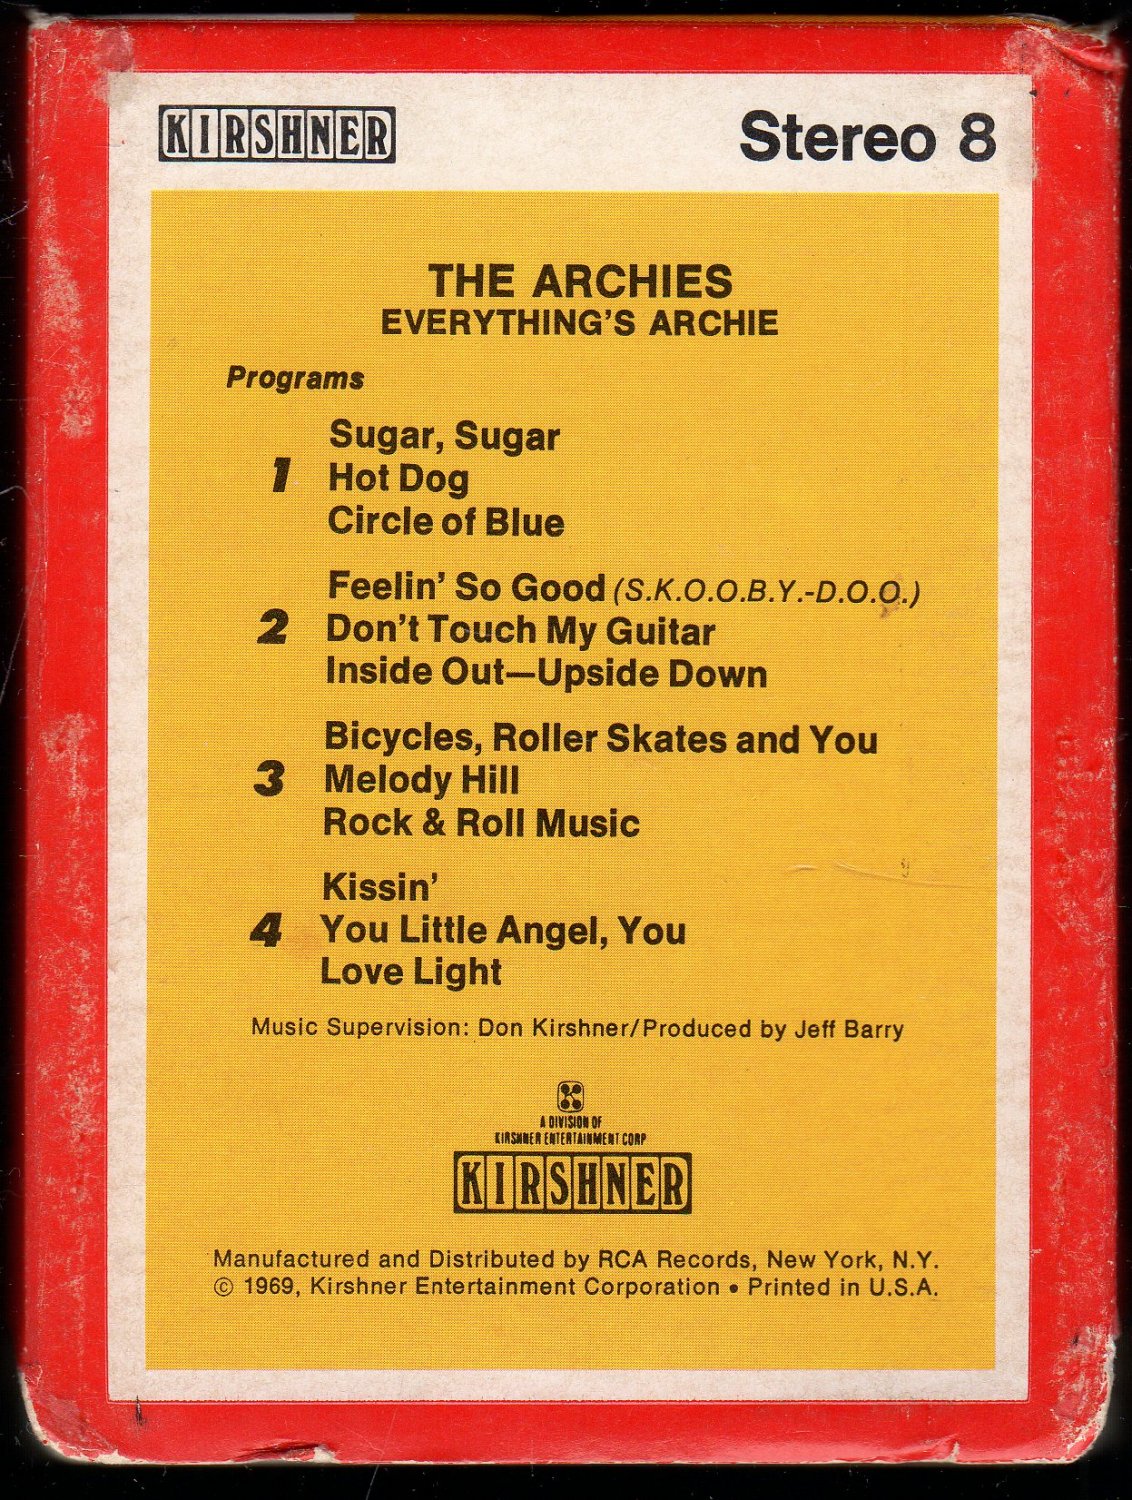 KIRSHNER
Stereo 8
THE ARCHIES
EVERYTHING'S ARCHIE
Programs
1
Sugar, Sugar
Hot Dog
Circle of Blue
2
Feelin' So Good (S.K.O.O.B.Y.-D.O.O.)
Don't Touch My Guitar
Inside Out—Upside Down
3
Bicycles, Roller Skates and You
Melody Hill
Rock & Roll Music
4
Kissin'
You Little Angel, You
Love Light
Music Supervision: Don Kirshner/Produced by Jeff Barry
K
A DIVISION OF
KIRSHNER ENTERTAINMENT CORP
KIRSHNER
Manufactured and Distributed by RCA Records, New York, N.Y.
© 1969, Kirshner Entertainment Corporation • Printed in U.S.A.